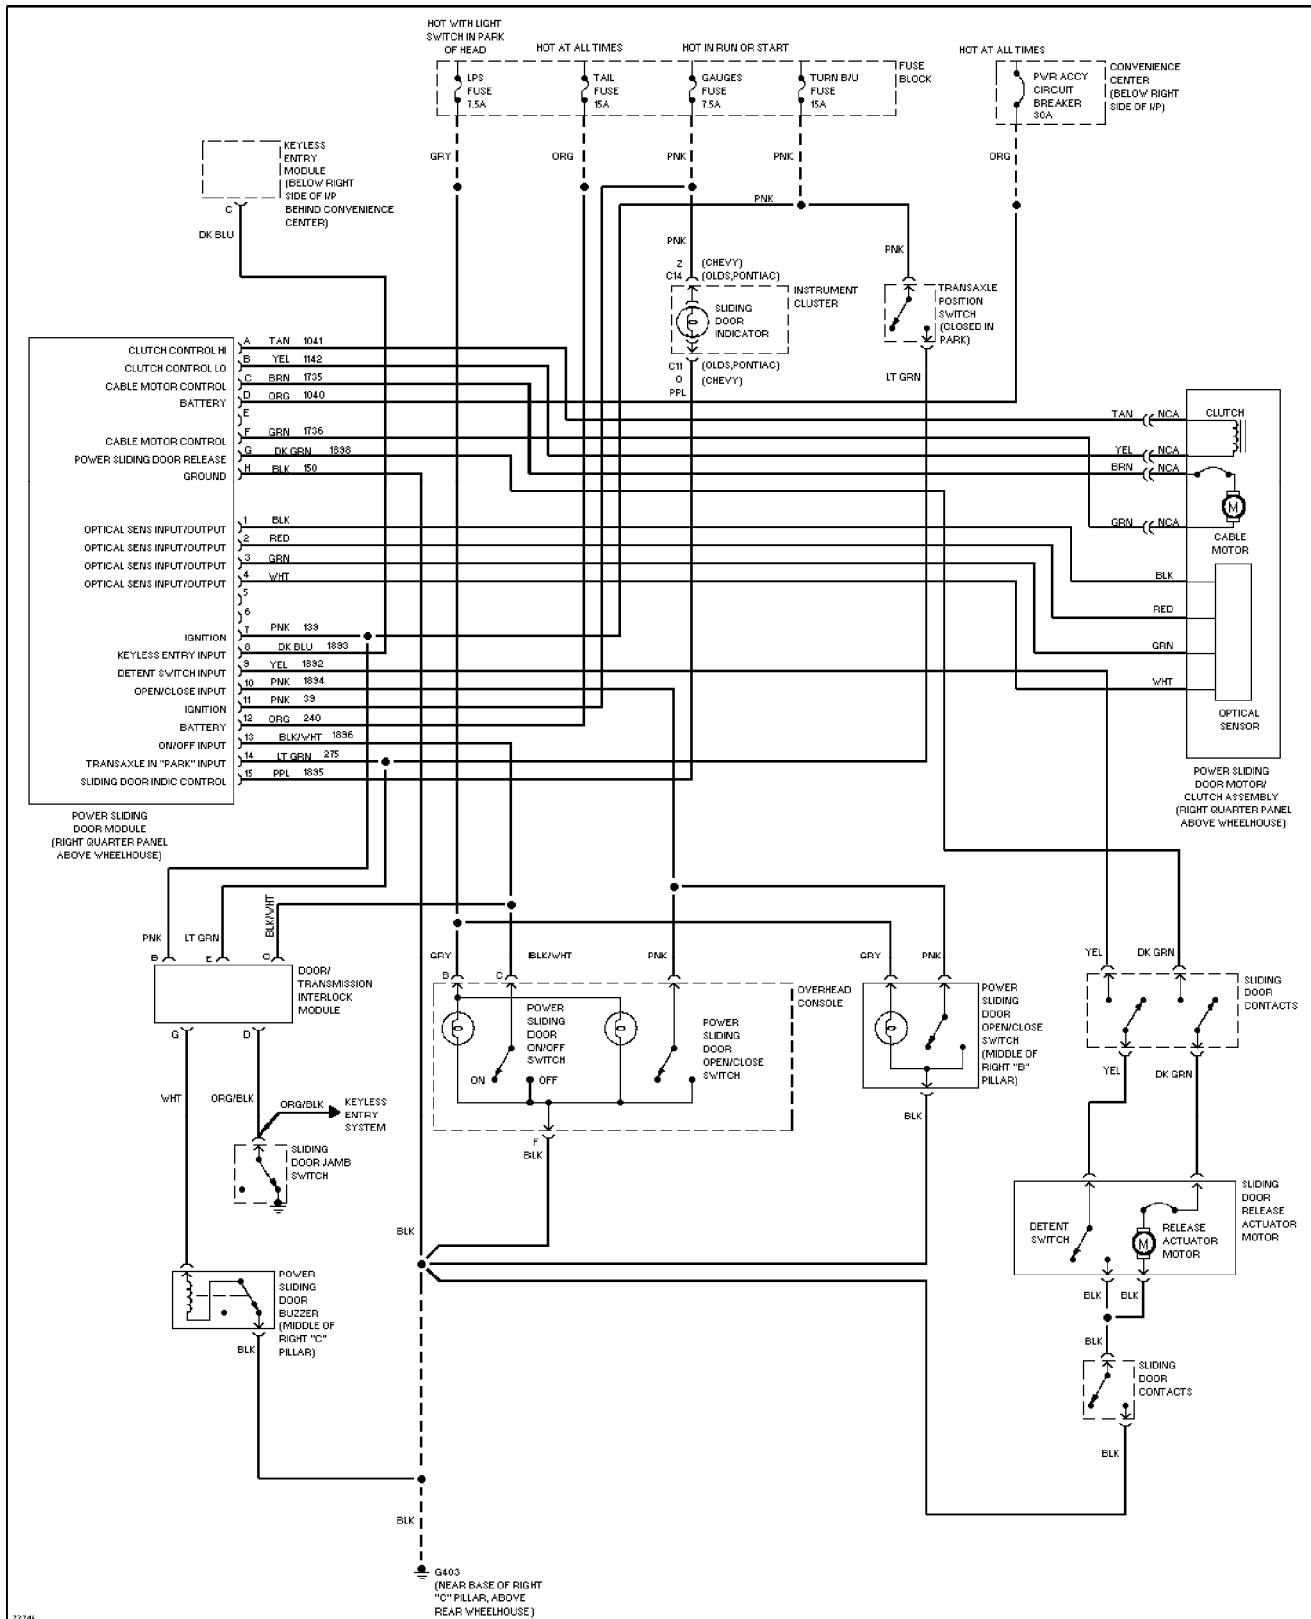 HOT WITH LIGHT
SWITCH IN PARK
OF HEAD
HOT AT ALL TIMES
HOT IN RUN OR START
HOT AT ALL TIMES
LPS
FUSE
7.5A
TAIL
FUSE
15A
GAUGES
FUSE
7.5A
TURN B/U
FUSE
15A
FUSE
BLOCK
PWR ACCY
CIRCUIT
BREAKER
30A
CONVENIENCE
CENTER
(BELOW RIGHT
SIDE OF I/P)
GRY
ORG
PNK
PNK
ORG
KEYLESS
ENTRY
MODULE
(BELOW RIGHT
SIDE OF I/P
BEHIND CONVENIENCE
CENTER)
C
DK BLU
PNK
PNK
PNK
2 (CHEVY)
C14 (OLDS,PONTIAC)
INSTRUMENT
CLUSTER
SLIDING
DOOR
INDICATOR
C11 (OLDS,PONTIAC)
0 (CHEVY)
PPL
TRANSAXLE
POSITION
SWITCH
(CLOSED IN
PARK)
LT GRN
CLUTCH CONTROL HI A TAN 1041
CLUTCH CONTROL LO B YEL 1142
CABLE MOTOR CONTROL C BRN 1735
BATTERY D ORG 1040
E
CABLE MOTOR CONTROL F GRN 1736
POWER SLIDING DOOR RELEASE G DK GRN 1898
GROUND H BLK 150
OPTICAL SENS INPUT/OUTPUT 1 BLK
OPTICAL SENS INPUT/OUTPUT 2 RED
OPTICAL SENS INPUT/OUTPUT 3 GRN
OPTICAL SENS INPUT/OUTPUT 4 WHT
5
6
IGNITION 7 PNK 139
KEYLESS ENTRY INPUT 8 DK BLU 1893
DETENT SWITCH INPUT 9 YEL 1892
OPEN/CLOSE INPUT 10 PNK 1894
IGNITION 11 PNK 39
BATTERY 12 ORG 240
ON/OFF INPUT 13 BLK/WHT 1896
TRANSAXLE IN "PARK" INPUT 14 LT GRN 275
SLIDING DOOR INDIC CONTROL 15 PPL 1895
POWER SLIDING
DOOR MODULE
(RIGHT QUARTER PANEL
ABOVE WHEELHOUSE)
TAN NCA CLUTCH
YEL NCA
BRN NCA
M
GRN NCA
CABLE
MOTOR
BLK
RED
GRN
WHT
OPTICAL
SENSOR
POWER SLIDING
DOOR MOTOR/
CLUTCH ASSEMBLY
(RIGHT QUARTER PANEL
ABOVE WHEELHOUSE)
PNK
LT GRN
BLK/WHT
B
E
C
DOOR/
TRANSMISSION
INTERLOCK
MODULE
G
D
WHT
ORG/BLK
ORG/BLK
KEYLESS
ENTRY
SYSTEM
SLIDING
DOOR JAMB
SWITCH
POWER
SLIDING
DOOR
BUZZER
(MIDDLE OF
RIGHT "C"
PILLAR)
BLK
GRY
BLK/WHT
PNK
B
C
OVERHEAD
CONSOLE
POWER
SLIDING
DOOR
ON/OFF
SWITCH
ON
OFF
POWER
SLIDING
DOOR
OPEN/CLOSE
SWITCH
F
BLK
GRY
PNK
POWER
SLIDING
DOOR
OPEN/CLOSE
SWITCH
(MIDDLE OF
RIGHT "B"
PILLAR)
BLK
YEL
DK GRN
SLIDING
DOOR
CONTACTS
YEL
DK GRN
SLIDING
DOOR
RELEASE
ACTUATOR
MOTOR
DETENT
SWITCH
M
RELEASE
ACTUATOR
MOTOR
BLK
BLK
BLK
SLIDING
DOOR
CONTACTS
BLK
BLK
BLK
G403
(NEAR BASE OF RIGHT
"C" PILLAR, ABOVE
REAR WHEELHOUSE)